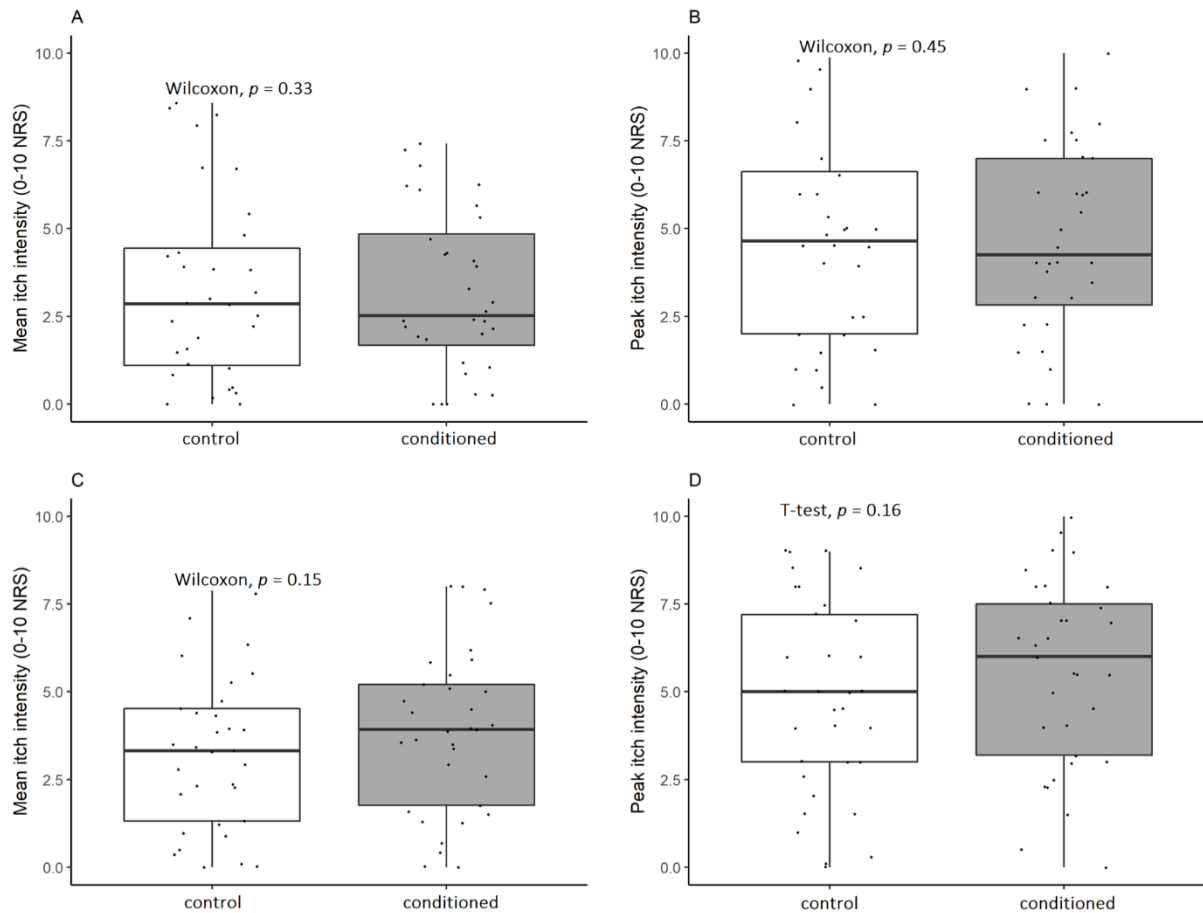 A
Mean itch intensity (0-10 NRS)
10.0
7.5
5.0
2.5
0.0
Wilcoxon, p = 0.33
control
conditioned
B
Peak itch intensity (0-10 NRS)
10.0
7.5
5.0
2.5
0.0
Wilcoxon, p = 0.45
control
conditioned
C
Mean itch intensity (0-10 NRS)
10.0
7.5
5.0
2.5
0.0
Wilcoxon, p = 0.15
control
conditioned
D
Peak itch intensity (0-10 NRS)
10.0
7.5
5.0
2.5
0.0
T-test, p = 0.16
control
conditioned